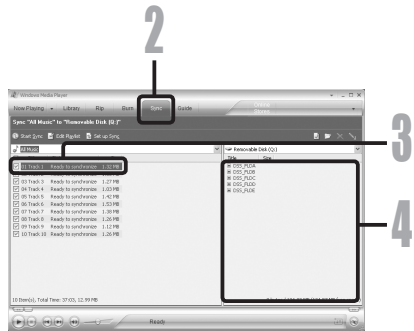 2
Windows Media Player
Now Playing Library Rip Burn Sync Guide
Sync "All Music" to "Removable Disk (G:)"
Start Sync Edit Playlist Set up Sync
All Music
Removable Disk (G:)
Title Size
01 Track 1 Ready to synchronize 1.32 MB
03 Track 3 Ready to synchronize 1.27 MB
04 Track 4 Ready to synchronize 1.03 MB
05 Track 5 Ready to synchronize 1.42 MB
06 Track 6 Ready to synchronize 1.53 MB
07 Track 7 Ready to synchronize 1.38 MB
08 Track 8 Ready to synchronize 1.26 MB
09 Track 9 Ready to synchronize 1.12 MB
10 Track 10 Ready to synchronize 1.26 MB
DSS_FLDA
DSS_FLDB
DSS_FLDC
DSS_FLDD
DSS_FLDE
3
4
10 Item(s), Total Time: 37:03, 12.99 MB
Ready